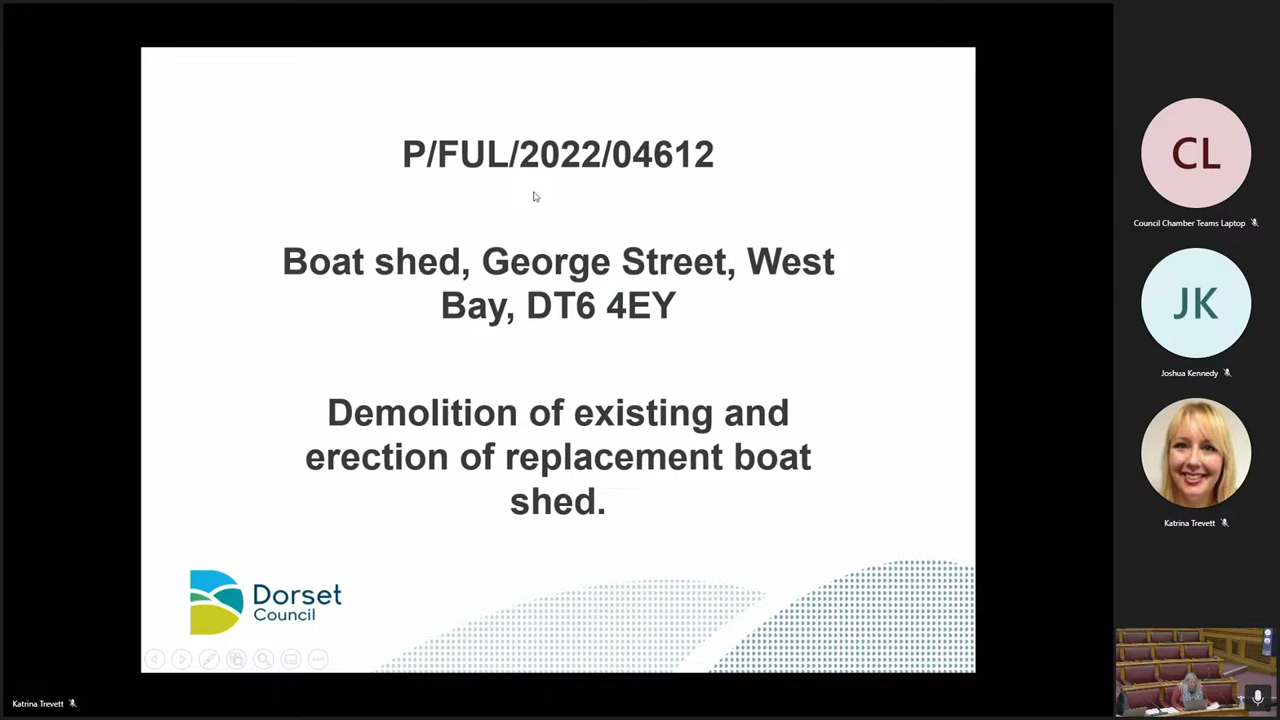 P/FUL/2022/04612
Boat shed, George Street, West
Bay, DT6 4EY
Demolition of existing and
erection of replacement boat
shed.
Dorset
Council
CL
Council Chamber Teams Laptop
JK
Joshua Kennedy
Katrina Trevett
Katrina Trevett